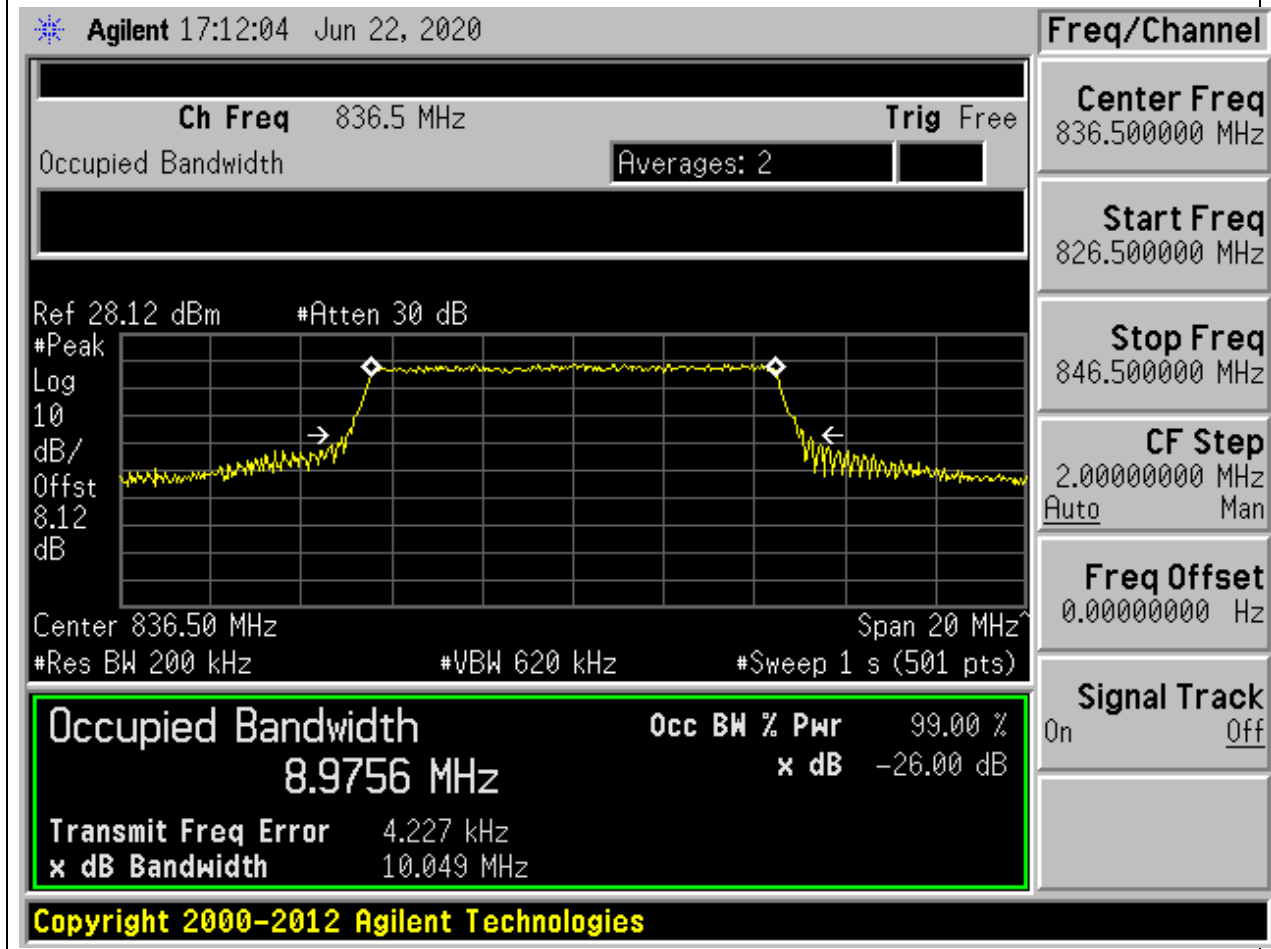 Agilent 17:12:04 Jun 22, 2020
Ch Freq 836.5 MHz Trig Free
Occupied Bandwidth Averages: 2
Ref 28.12 dBm #Atten 30 dB
#Peak
Log
10
dB/
Offst
8.12
dB
Center 836.50 MHz Span 20 MHz^
#Res BW 200 kHz #VBW 620 kHz #Sweep 1 s (501 pts)
Occupied Bandwidth Occ BW % Pwr 99.00 %
8.9756 MHz x dB -26.00 dB
Transmit Freq Error 4.227 kHz
x dB Bandwidth 10.049 MHz
Copyright 2000-2012 Agilent Technologies
Freq/Channel
Center Freq
836.500000 MHz
Start Freq
826.500000 MHz
Stop Freq
846.500000 MHz
CF Step
2.00000000 MHz
Auto Man
Freq Offset
0.00000000 Hz
Signal Track
On Off